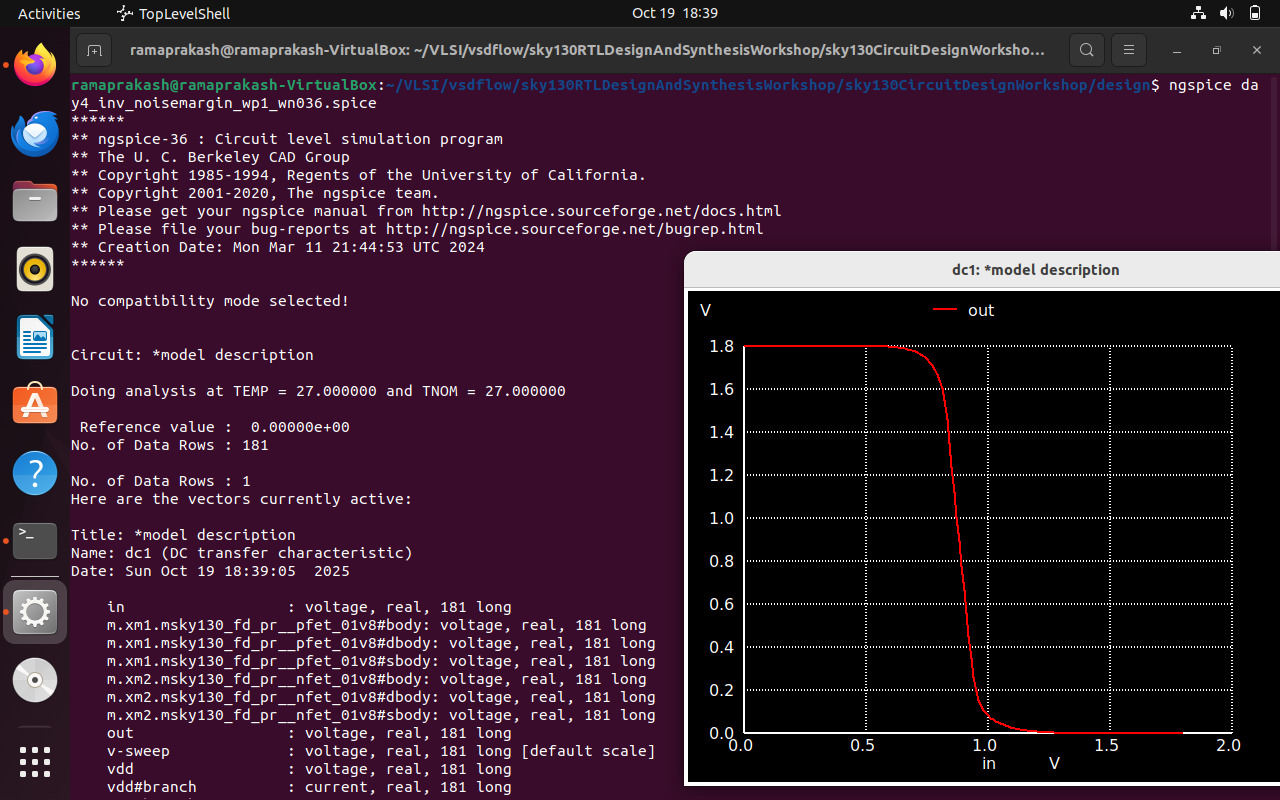 Activities
TopLevelShell
Oct 19 18:39
ramaprakash@ramaprakash-VirtualBox: ~/VLSI/vsdflow/sky130RTLDesignAndSynthesisWorkshop/sky130CircuitDesignWorksho...
ramaprakash@ramaprakash-VirtualBox:~/VLSI/vsdflow/sky130RTLDesignAndSynthesisWorkshop/sky130CircuitDesignWorkshop/design$ ngspice da
y4_inv_noisemargin_wp1_wn036.spice
******
** ngspice-36 : Circuit level simulation program
** The U. C. Berkeley CAD Group
** Copyright 1985-1994, Regents of the University of California.
** Copyright 2001-2020, The ngspice team.
** Please get your ngspice manual from http://ngspice.sourceforge.net/docs.html
** Please file your bug-reports at http://ngspice.sourceforge.net/bugrep.html
** Creation Date: Mon Mar 11 21:44:53 UTC 2024
******
No compatibility mode selected!
Circuit: *model description
Doing analysis at TEMP = 27.000000 and TNOM = 27.000000
Reference value :  0.00000e+00
No. of Data Rows : 181
No. of Data Rows : 1
Here are the vectors currently active:
Title: *model description
Name: dc1 (DC transfer characteristic)
Date: Sun Oct 19 18:39:05  2025
in                  : voltage, real, 181 long
m.xm1.msky130_fd_pr__pfet_01v8#body: voltage, real, 181 long
m.xm1.msky130_fd_pr__pfet_01v8#dbody: voltage, real, 181 long
m.xm1.msky130_fd_pr__pfet_01v8#sbody: voltage, real, 181 long
m.xm2.msky130_fd_pr__nfet_01v8#body: voltage, real, 181 long
m.xm2.msky130_fd_pr__nfet_01v8#dbody: voltage, real, 181 long
m.xm2.msky130_fd_pr__nfet_01v8#sbody: voltage, real, 181 long
out                 : voltage, real, 181 long
v-sweep             : voltage, real, 181 long [default scale]
vdd                 : voltage, real, 181 long
vdd#branch          : current, real, 181 long
dc1: *model description
V
out
1.8
1.6
1.4
1.2
1.0
0.8
0.6
0.4
0.2
0.0
0.0 0.5 1.0 1.5 2.0
in V